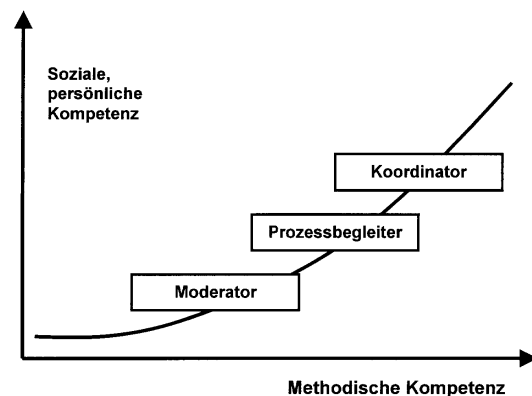 Soziale,
persönliche
Kompetenz
Koordinator
Prozessbegleiter
Moderator
Methodische Kompetenz